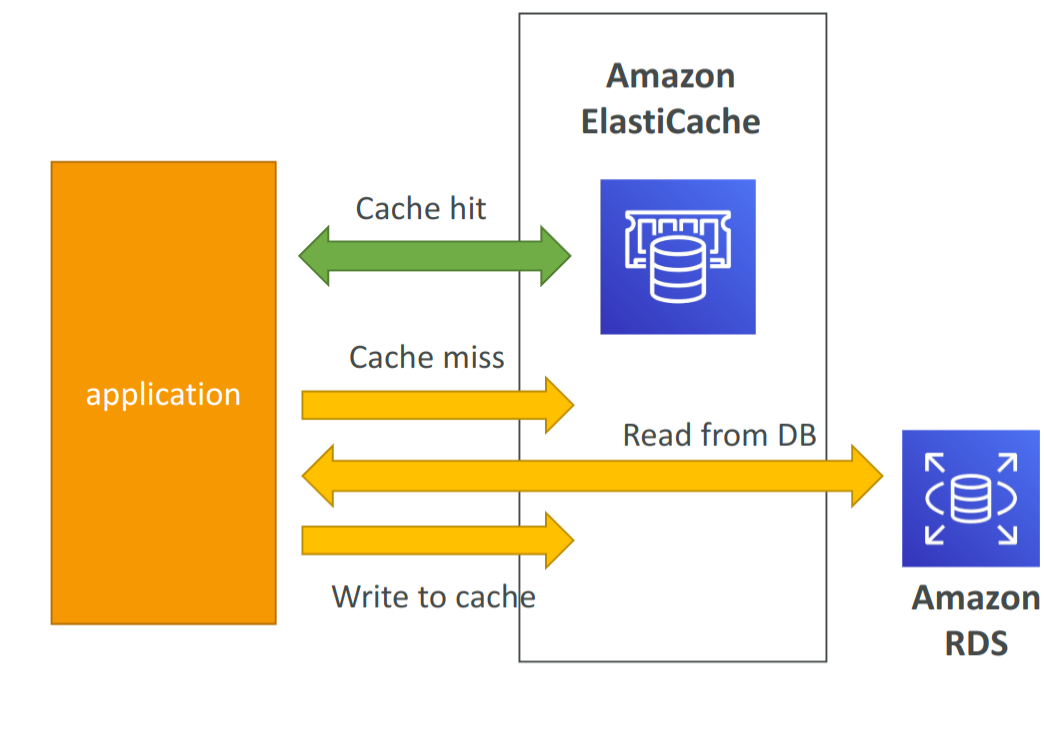 Amazon
ElastiCache
Cache hit
Cache miss
application
Read from DB
Write to cache
Amazon
RDS